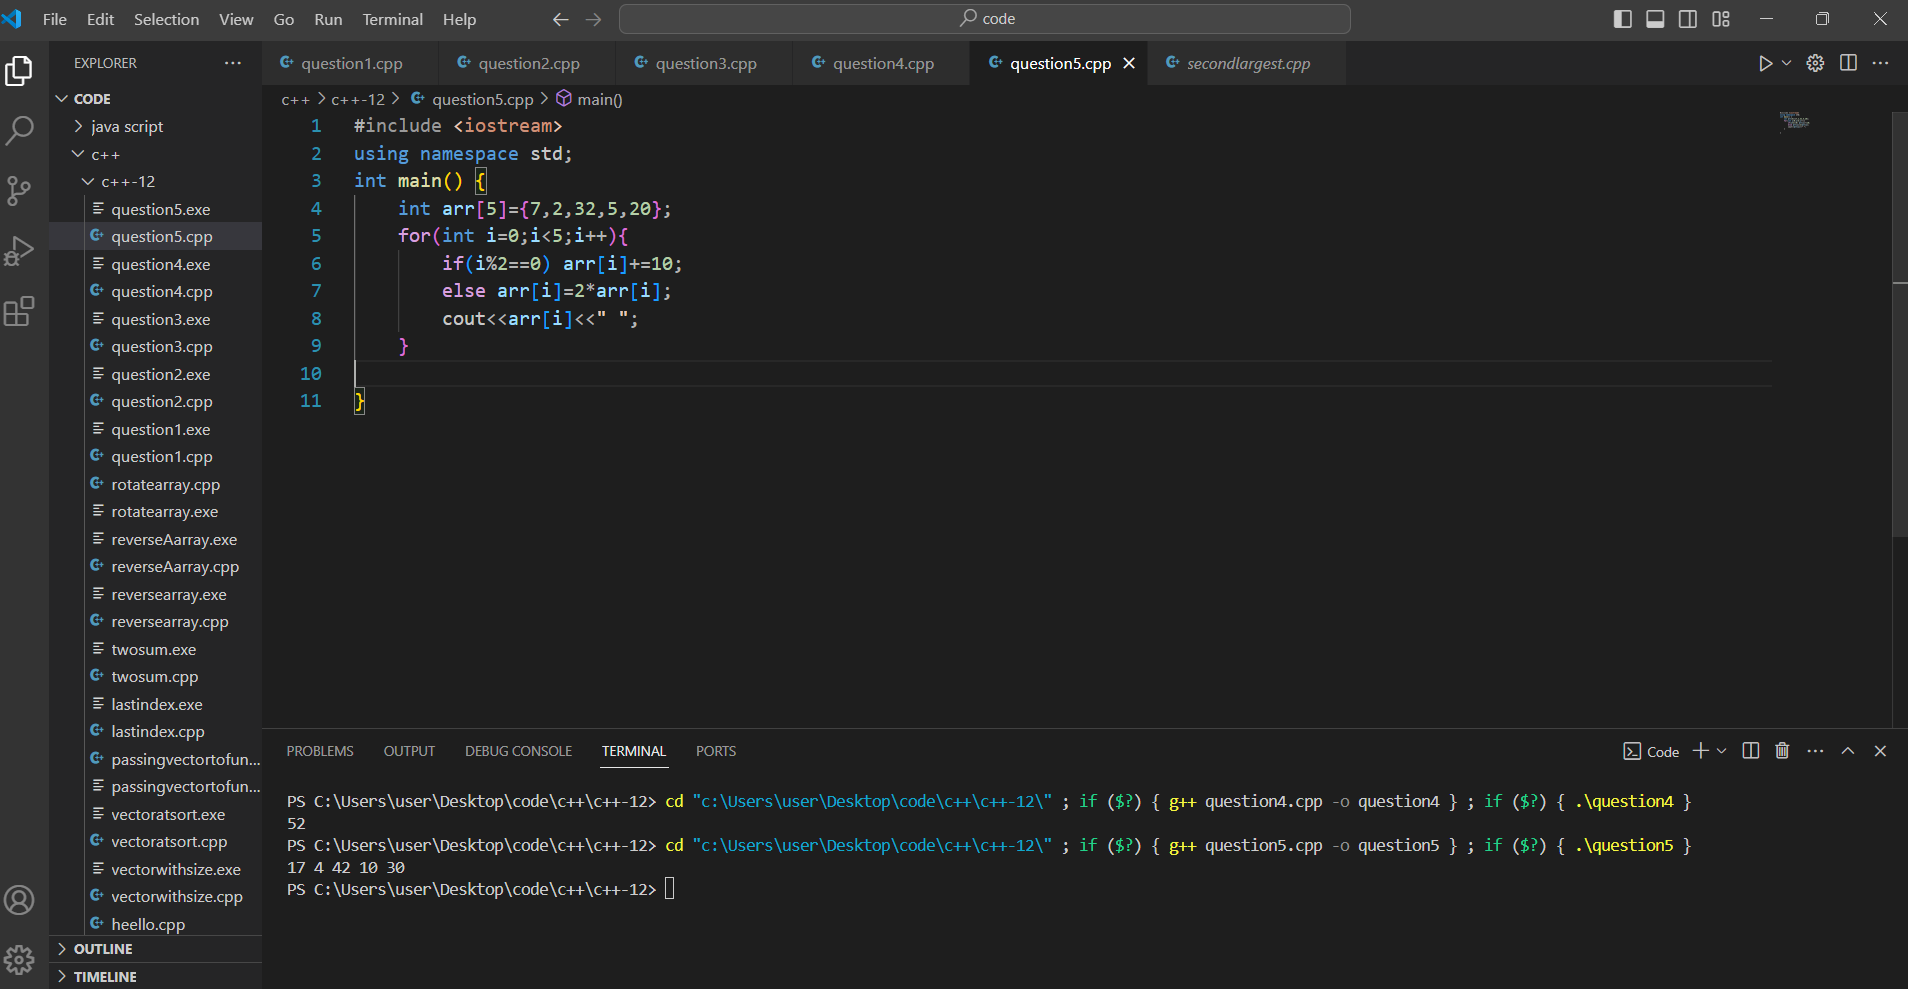 File Edit Selection View Go Run Terminal Help code
EXPLORER
CODE
java script
c++
c++-12
question5.exe
question5.cpp
question4.exe
question4.cpp
question3.exe
question3.cpp
question2.exe
question2.cpp
question1.exe
question1.cpp
rotatearray.cpp
rotatearray.exe
reverseAarray.exe
reverseAarray.cpp
reversearray.exe
reversearray.cpp
twosum.exe
twosum.cpp
lastindex.exe
lastindex.cpp
passingvectortofun...
passingvectortofun...
vectoratsort.exe
vectoratsort.cpp
vectorwithsize.exe
vectorwithsize.cpp
heello.cpp
OUTLINE
TIMELINE
question1.cpp question2.cpp question3.cpp question4.cpp question5.cpp secondlargest.cpp
c++ > c++-12 > question5.cpp > main()
1 #include <iostream>
2 using namespace std;
3 int main() {
4 int arr[5]={7,2,32,5,20};
5 for(int i=0;i<5;i++){
6 if(i%2==0) arr[i]+=10;
7 else arr[i]=2*arr[i];
8 cout<<arr[i]<<" ";
9 }
10
11 }
PROBLEMS OUTPUT DEBUG CONSOLE TERMINAL PORTS Code
PS C:\Users\user\Desktop\code\c++\c++-12> cd "c:\Users\user\Desktop\code\c++\c++-12\" ; if ($?) { g++ question4.cpp -o question4 } ; if ($?) { .\question4 }
52
PS C:\Users\user\Desktop\code\c++\c++-12> cd "c:\Users\user\Desktop\code\c++\c++-12\" ; if ($?) { g++ question5.cpp -o question5 } ; if ($?) { .\question5 }
17 4 42 10 30
PS C:\Users\user\Desktop\code\c++\c++-12>